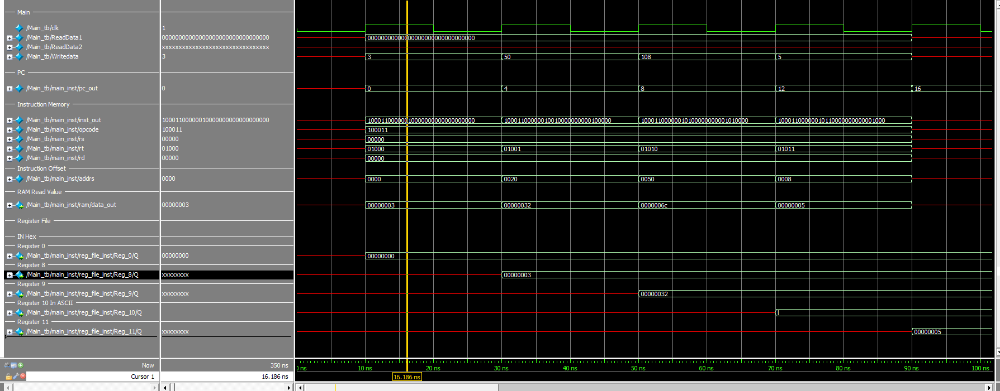 Main
/Main_tb/clk 1
/Main_tb/ReadData1 00000000000000000000000000000000 00000000000000000000000000000000
/Main_tb/ReadData2 xxxxxxxxxxxxxxxxxxxxxxxxxxxxxxxx
/Main_tb/Writedata 3 3 50 108 5
PC
/Main_tb/main_inst/pc_out 0 0 4 8 12 16
Instruction Memory
/Main_tb/main_inst/inst_out 10001100000010000000000000000000 10001100000010000000000000000000 10001100000010010000000000100000 10001100000010100000000001010000 10001100000010110000000000001000
/Main_tb/main_inst/opcode 100011 100011
/Main_tb/main_inst/rs 00000 00000
/Main_tb/main_inst/rt 01000 01000 01001 01010 01011
/Main_tb/main_inst/rd 00000 00000
Instruction Offset
/Main_tb/main_inst/addrs 0000 0000 0020 0050 0008
RAM Read Value
/Main_tb/main_inst/ram/data_out 00000003 00000003 00000032 0000006c 00000005
Register File
IN Hex
Register 0
/Main_tb/main_inst/reg_file_inst/Reg_0/Q 00000000 00000000
Register 8
/Main_tb/main_inst/reg_file_inst/Reg_8/Q xxxxxxxx 00000003
Register 9
/Main_tb/main_inst/reg_file_inst/Reg_9/Q xxxxxxxx 00000032
Register 10 In ASCII
/Main_tb/main_inst/reg_file_inst/Reg_10/Q l
Register 11
/Main_tb/main_inst/reg_file_inst/Reg_11/Q xxxxxxxx 00000005
Now 350 ns ns 10 ns 20 ns 30 ns 40 ns 50 ns 60 ns 70 ns 80 ns 90 ns 100 ns
Cursor 1 16.186 ns 16.186 ns